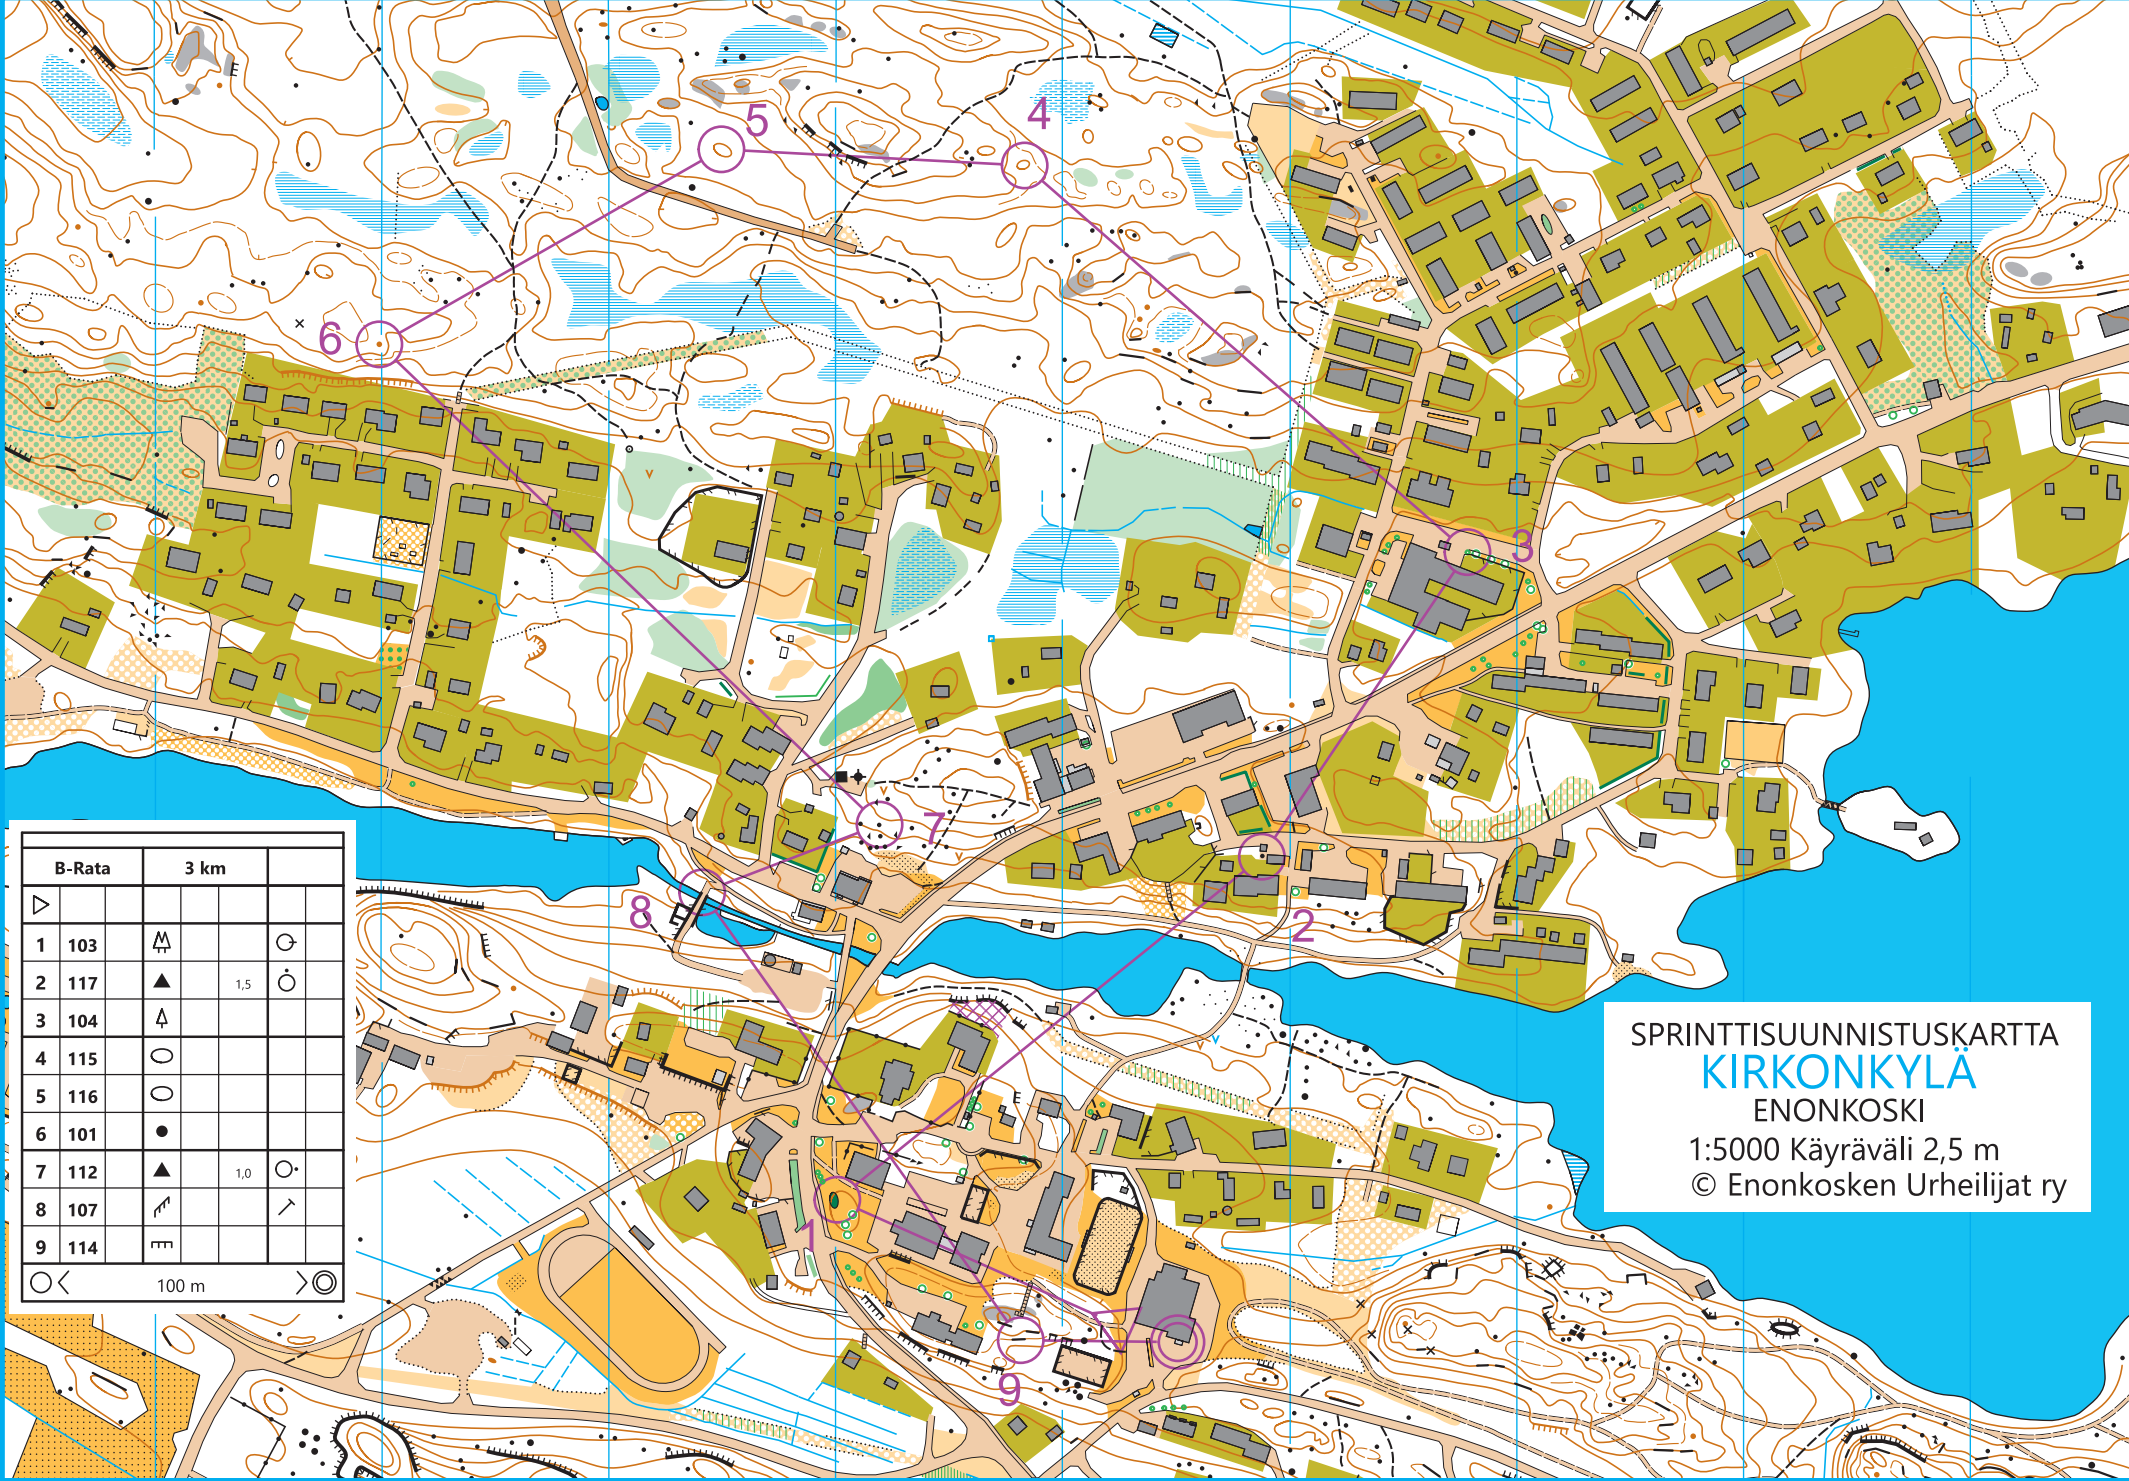 5
4
6
3
7
8
2
1
9
B-Rata 3 km
1 103
2 117 1,5
3 104
4 115
5 116
6 101
7 112 1,0
8 107
9 114
100 m
SPRINTTISUUNNISTUSKARTTA
KIRKONKYLÄ
ENONKOSKI
1:5000 Käyräväli 2,5 m
© Enonkosken Urheilijat ry